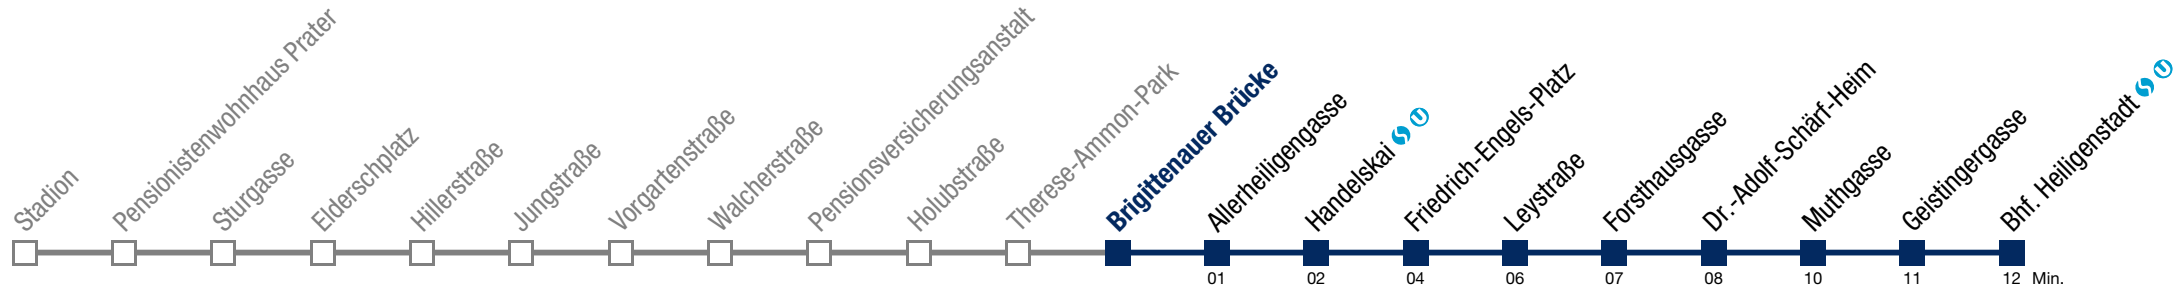 Stadion
Pensionistenwohnhaus Prater
Sturgasse
Elderschplatz
Hillerstraße
Jungstraße
Vorgartenstraße
Walcherstraße
Pensionsversicherungsanstalt
Holubstraße
Therese-Ammon-Park
Brigittenauer Brücke
Allerheiligengasse
Handelskai S U
Friedrich-Engels-Platz
Leystraße
Forsthausgasse
Dr.-Adolf-Schärf-Heim
Muthgasse
Geistingergasse
Bhf. Heiligenstadt S U
01 02 04 06 07 08 10 11 12 Min.